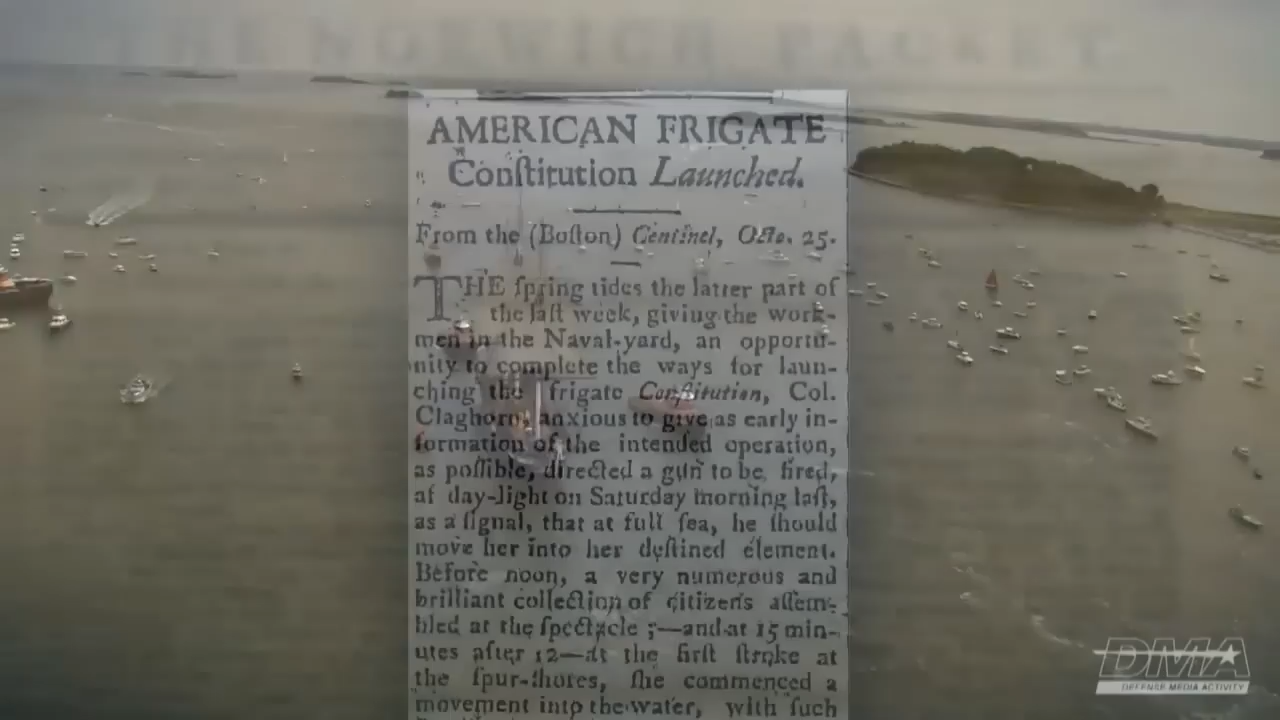 THE NORWICH PACKET
AMERICAN FRIGATE
Conſtitution Launched.
From the (Boſton) Centinel, Octo. 25.
THE ſpring tides the latter part of
the laſt week, giving the work-
men in the Naval-yard, an opportu-
nity to complete the ways for laun-
ching the frigate Conſtitution, Col.
Claghorn, anxious to give as early in-
formation of the intended operation,
as poſſible, directed a gun to be, fired,
at day-light on Saturday morning laſt,
as a ſignal, that at full ſea, he ſhould
move her into her deſtined element.
Before noon, a very numerous and
brilliant collection of citizens aſſem-
bled at the ſpectacle ;—and at 15 min-
utes after 12—at the firſt ſtroke at
the ſpur-ſhores, ſhe commenced a
movement into the water, with ſuch
DMA
DEFENSE MEDIA ACTIVITY